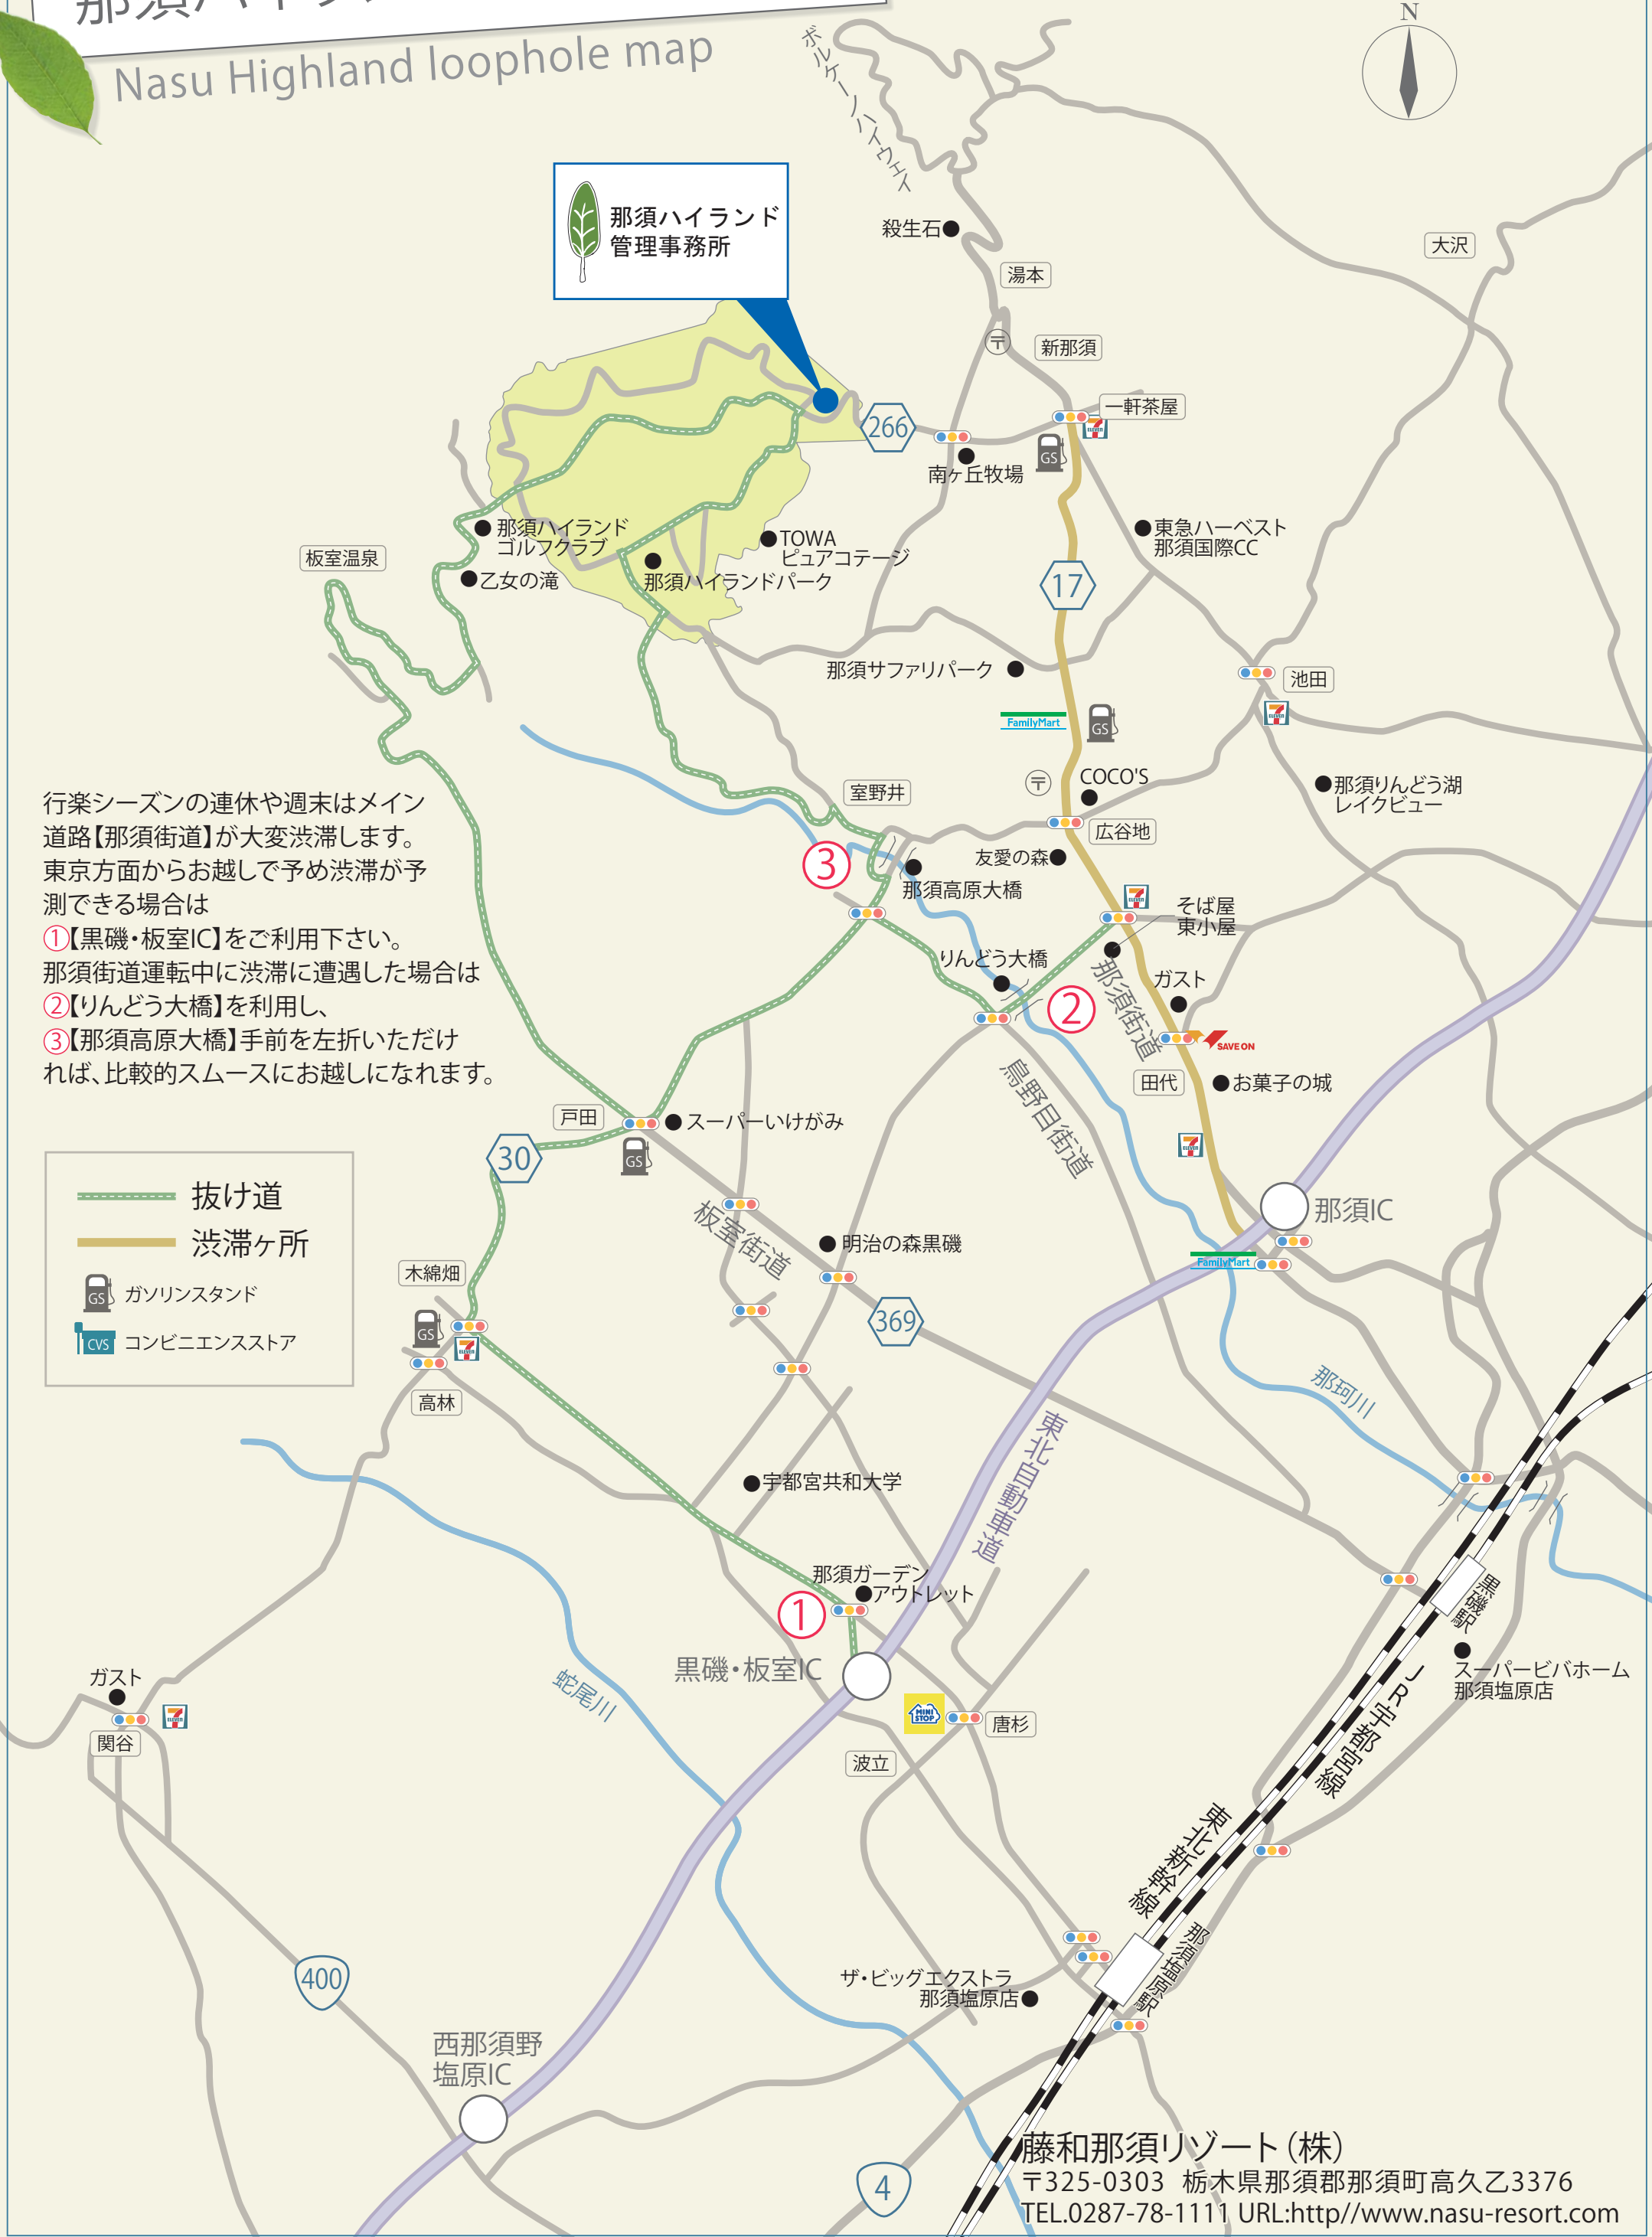 Nasu Highland loophole map
N
ボルケーノハイウェイ
那須ハイランド
管理事務所
殺生石
湯本
大沢
〒
新那須
一軒茶屋
266
ELEVEN
GS
南ヶ丘牧場
那須ハイランド
ゴルフクラブ
TOWA
ピュアコテージ
東急ハーベスト
那須国際CC
板室温泉
乙女の滝
那須ハイランドパーク
17
那須サファリパーク
池田
FamilyMart
GS
ELEVEN
〒
COCO'S
那須りんどう湖
レイクビュー
室野井
広谷地
行楽シーズンの連休や週末はメイン
道路【那須街道】が大変渋滞します。
東京方面からお越しで予め渋滞が予
測できる場合は
①【黒磯・板室IC】をご利用下さい。
那須街道運転中に渋滞に遭遇した場合は
②【りんどう大橋】を利用し、
③【那須高原大橋】手前を左折いただけ
れば、比較的スムースにお越しになれます。
③
友愛の森
那須高原大橋
ELEVEN
そば屋
東小屋
りんどう大橋
那須街道
ガスト
②
SAVE ON
鳥野目街道
田代
お菓子の城
戸田
スーパーいけがみ
ELEVEN
30
GS
抜け道
渋滞ヶ所
GS
ガソリンスタンド
CVS
コンビニエンスストア
板室街道
那須IC
明治の森黒磯
FamilyMart
木綿畑
369
GS
ELEVEN
高林
那珂川
東北自動車道
宇都宮共和大学
那須ガーデン
アウトレット
①
黒磯駅
黒磯・板室IC
スーパービバホーム
那須塩原店
ガスト
ELEVEN
関谷
蛇尾川
MINI
STOP
唐杉
JR宇都宮線
波立
東北新幹線
那須塩原駅
400
ザ・ビッグエクストラ
那須塩原店
西那須野
塩原IC
4
藤和那須リゾート（株）
〒325-0303 栃木県那須郡那須町高久乙3376
TEL.0287-78-1111 URL:http//www.nasu-resort.com